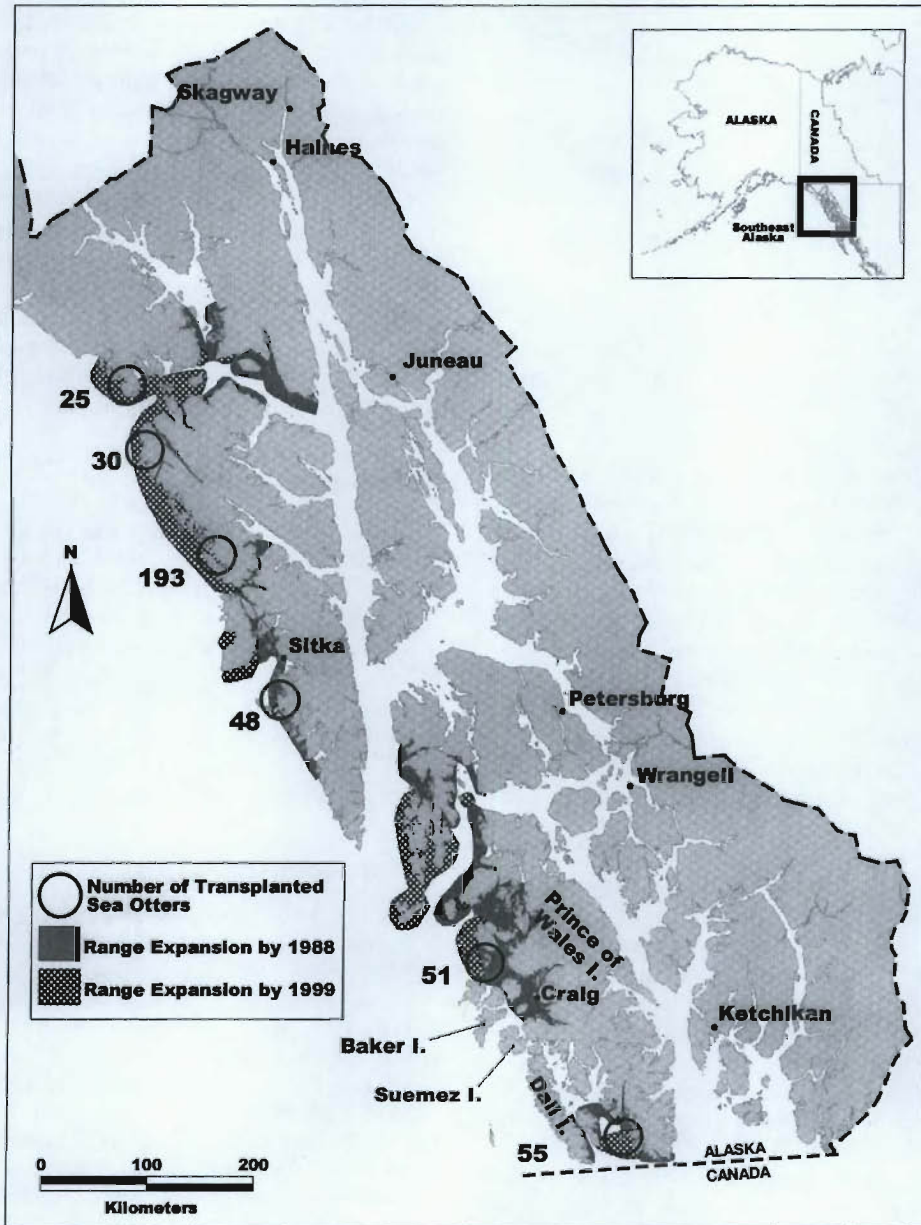 Skagway
Haines
ALASKA
CANADA
Southeast
Alaska
Juneau
25
30
193
N
Sitka
48
Petersburg
Wrangell
Number of Transplanted
Sea Otters
Range Expansion by 1988
Range Expansion by 1999
Prince of
Wales I.
51
Craig
Ketchikan
Baker I.
Suemez I.
Dall I.
55
ALASKA
CANADA
0 100 200
Kilometers